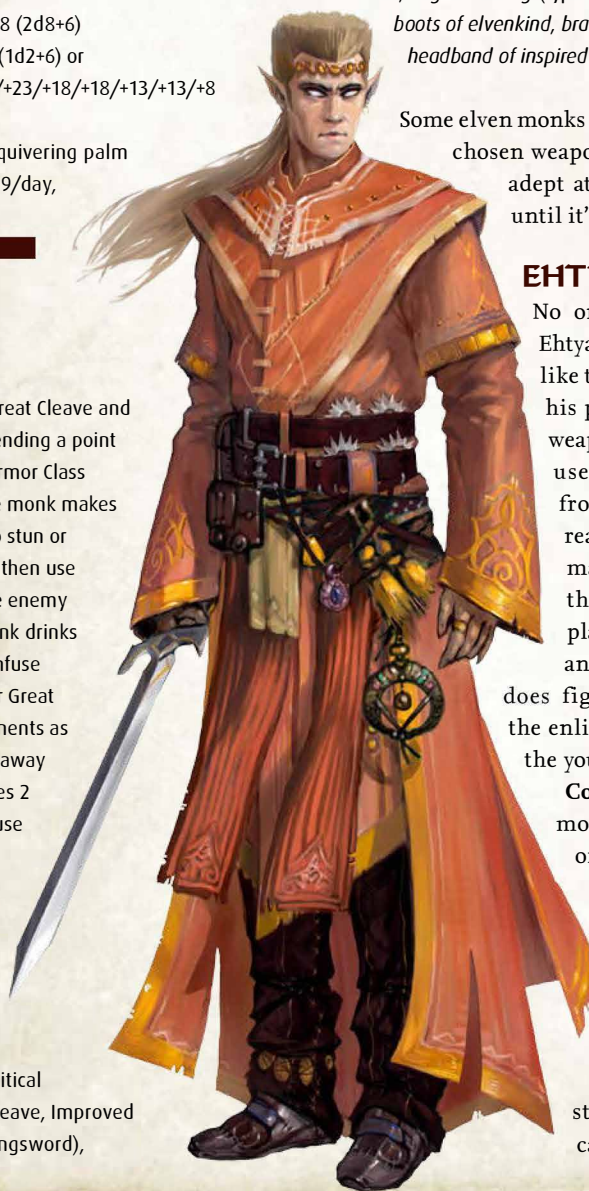 8 (2d8+6)
(1d2+6) or
/+23/+18/+18/+13/+13/+8
quivering palm
9/day,
Great Cleave and
ending a point
rmor Class
e monk makes
o stun or
then use
e enemy
nk drinks
nfuse
r Great
nents as
away
es 2
use
itical
leave, Improved
ngsword),
boots of elvenkind, bra
headband of inspired
Some elven monks
chosen weapo
adept at
until it’
EHT
No o
Ehtya
like t
his p
weap
use
fro
rea
ma
th
pla
an
does fig
the enli
the you
Co
mo
o
st
ca